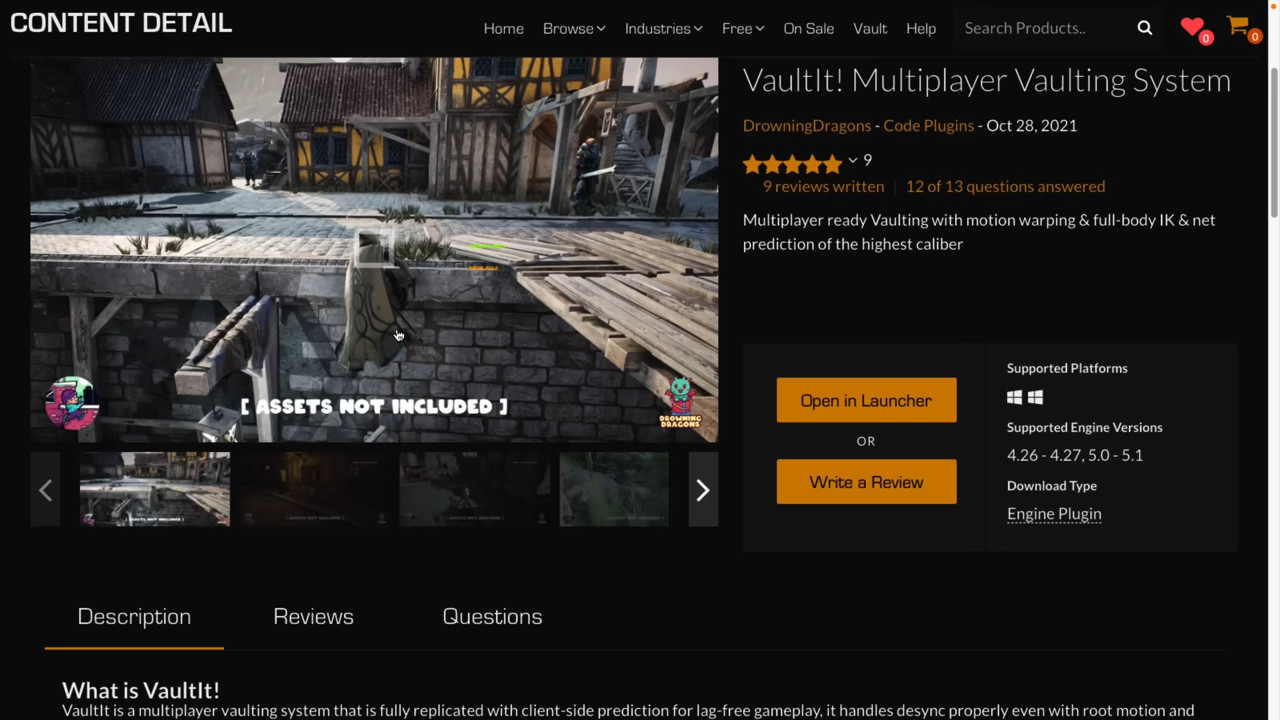 CONTENT DETAIL
Home Browse Industries Free On Sale Vault Help Search Products.. 0 0
VaultIt! Multiplayer Vaulting System
DrowningDragons - Code Plugins - Oct 28, 2021
9
9 reviews written 12 of 13 questions answered
Multiplayer ready Vaulting with motion warping & full-body IK & net
prediction of the highest caliber
[ ASSETS NOT INCLUDED ]
DROWNING
DRAGONS
Open in Launcher
OR
Write a Review
Supported Platforms
Supported Engine Versions
4.26 - 4.27, 5.0 - 5.1
Download Type
Engine Plugin
[ ASSETS NOT INCLUDED ]
Description Reviews Questions
What is VaultIt!
VaultIt is a multiplayer vaulting system that is fully replicated with client-side prediction for lag-free gameplay, it handles desync properly even with root motion and